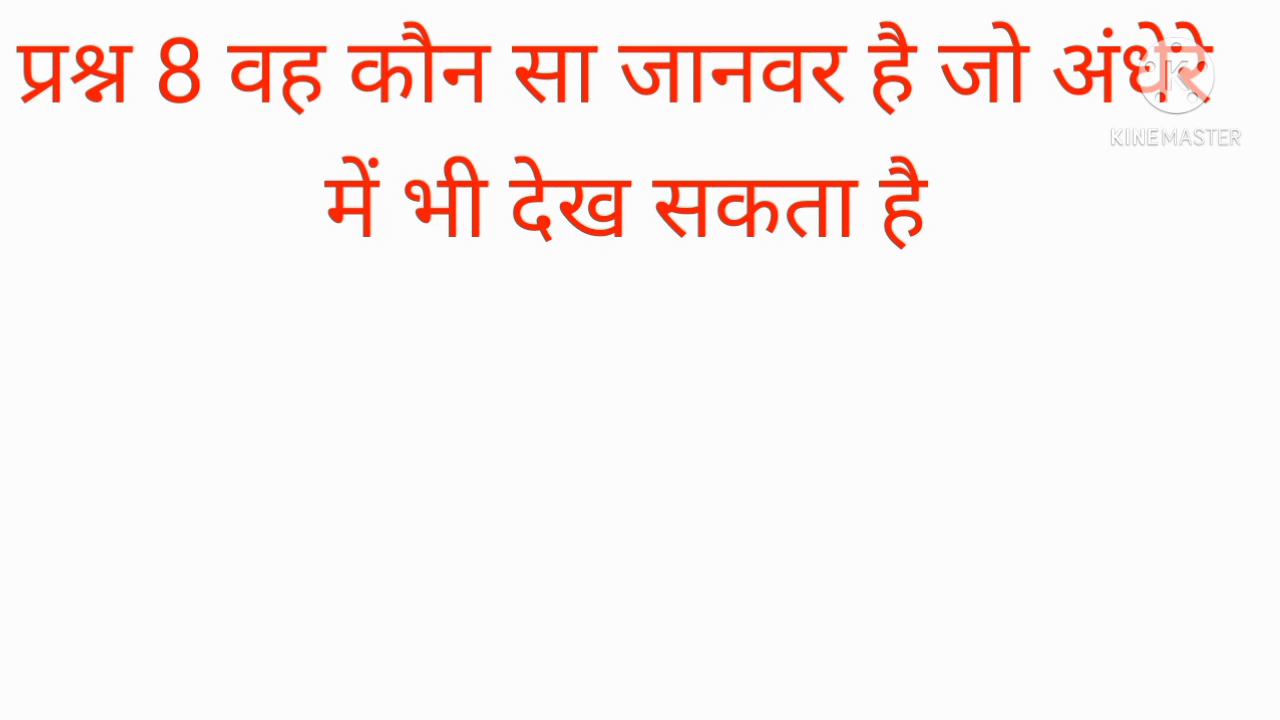 प्रश्न 8 वह कौन सा जानवर है जो अंधेरे
KINEMASTER
में भी देख सकता है